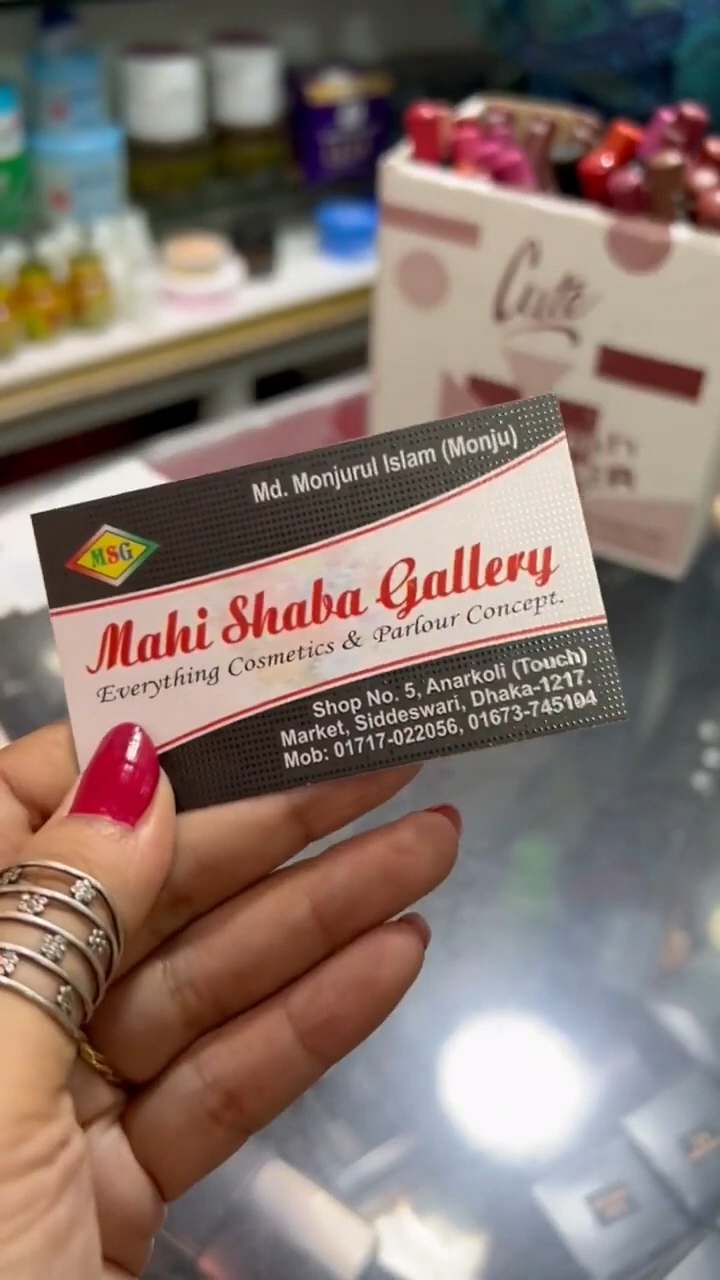 Cute
Md. Monjurul Islam (Monju)
MSG
Mahi Shaba Gallery
Everything Cosmetics & Parlour Concept.
Shop No. 5, Anarkoli (Touch)
Market, Siddeswari, Dhaka-1217.
Mob: 01717-022056, 01673-745104